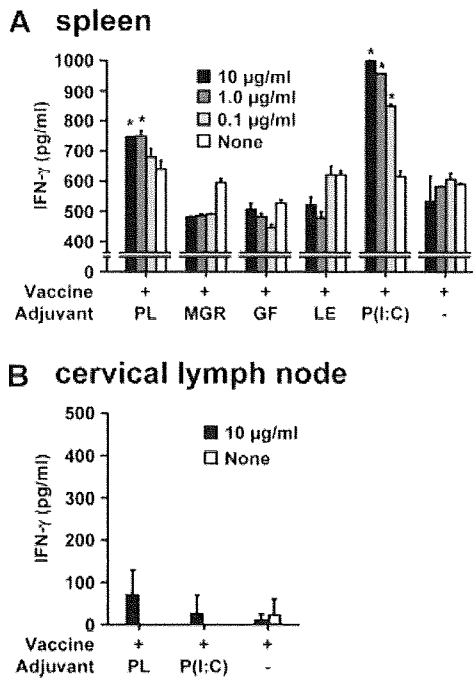 A spleen
1000
900
800
700
600
500
400
0
IFN-γ (pg/ml)
10 µg/ml
1.0 µg/ml
0.1 µg/ml
None
* *
* * *
Vaccine + + + + + +
Adjuvant PL MGR GF LE P(I:C) -
B cervical lymph node
500
400
300
200
100
0
IFN-γ (pg/ml)
10 µg/ml
None
Vaccine + + +
Adjuvant PL P(I:C) -